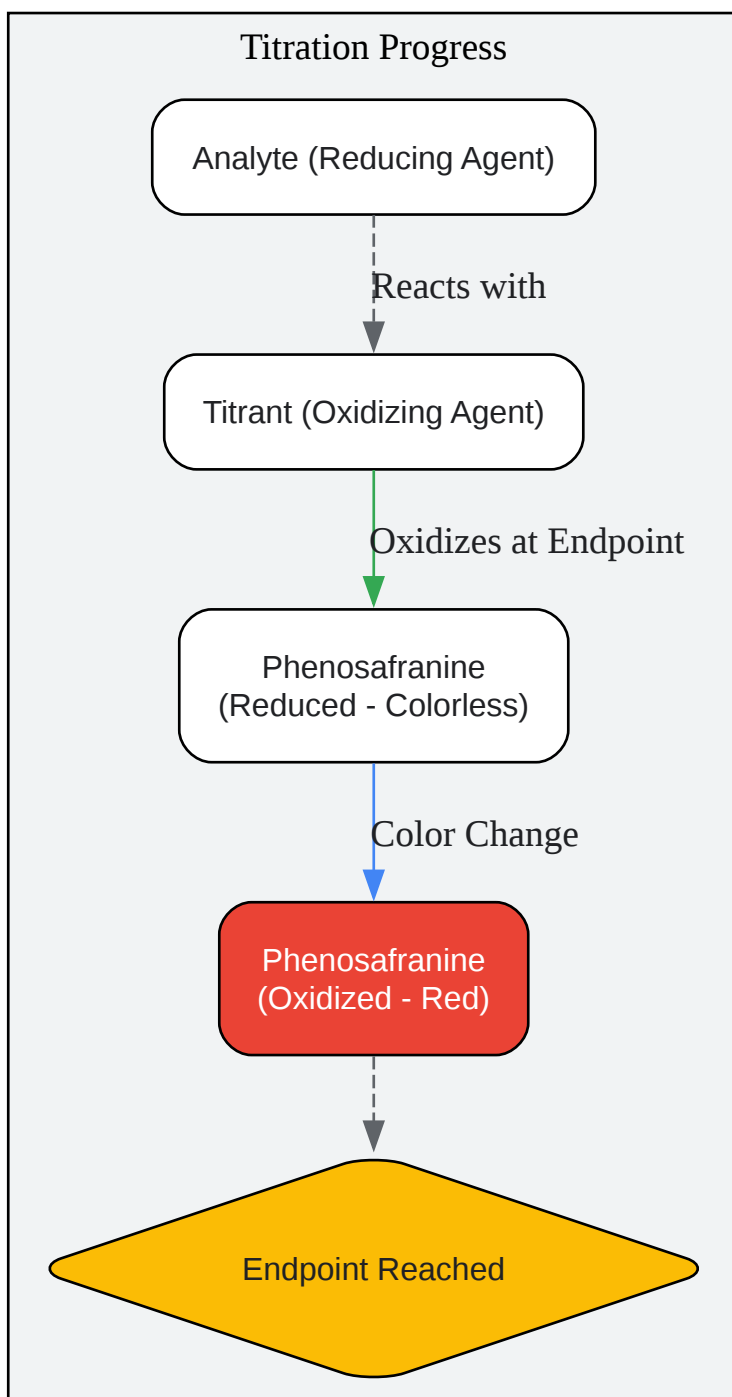 Titration Progress
Analyte (Reducing Agent)
Reacts with
Titrant (Oxidizing Agent)
Oxidizes at Endpoint
Phenosafranine
(Reduced - Colorless)
Color Change
Phenosafranine
(Oxidized - Red)
Endpoint Reached